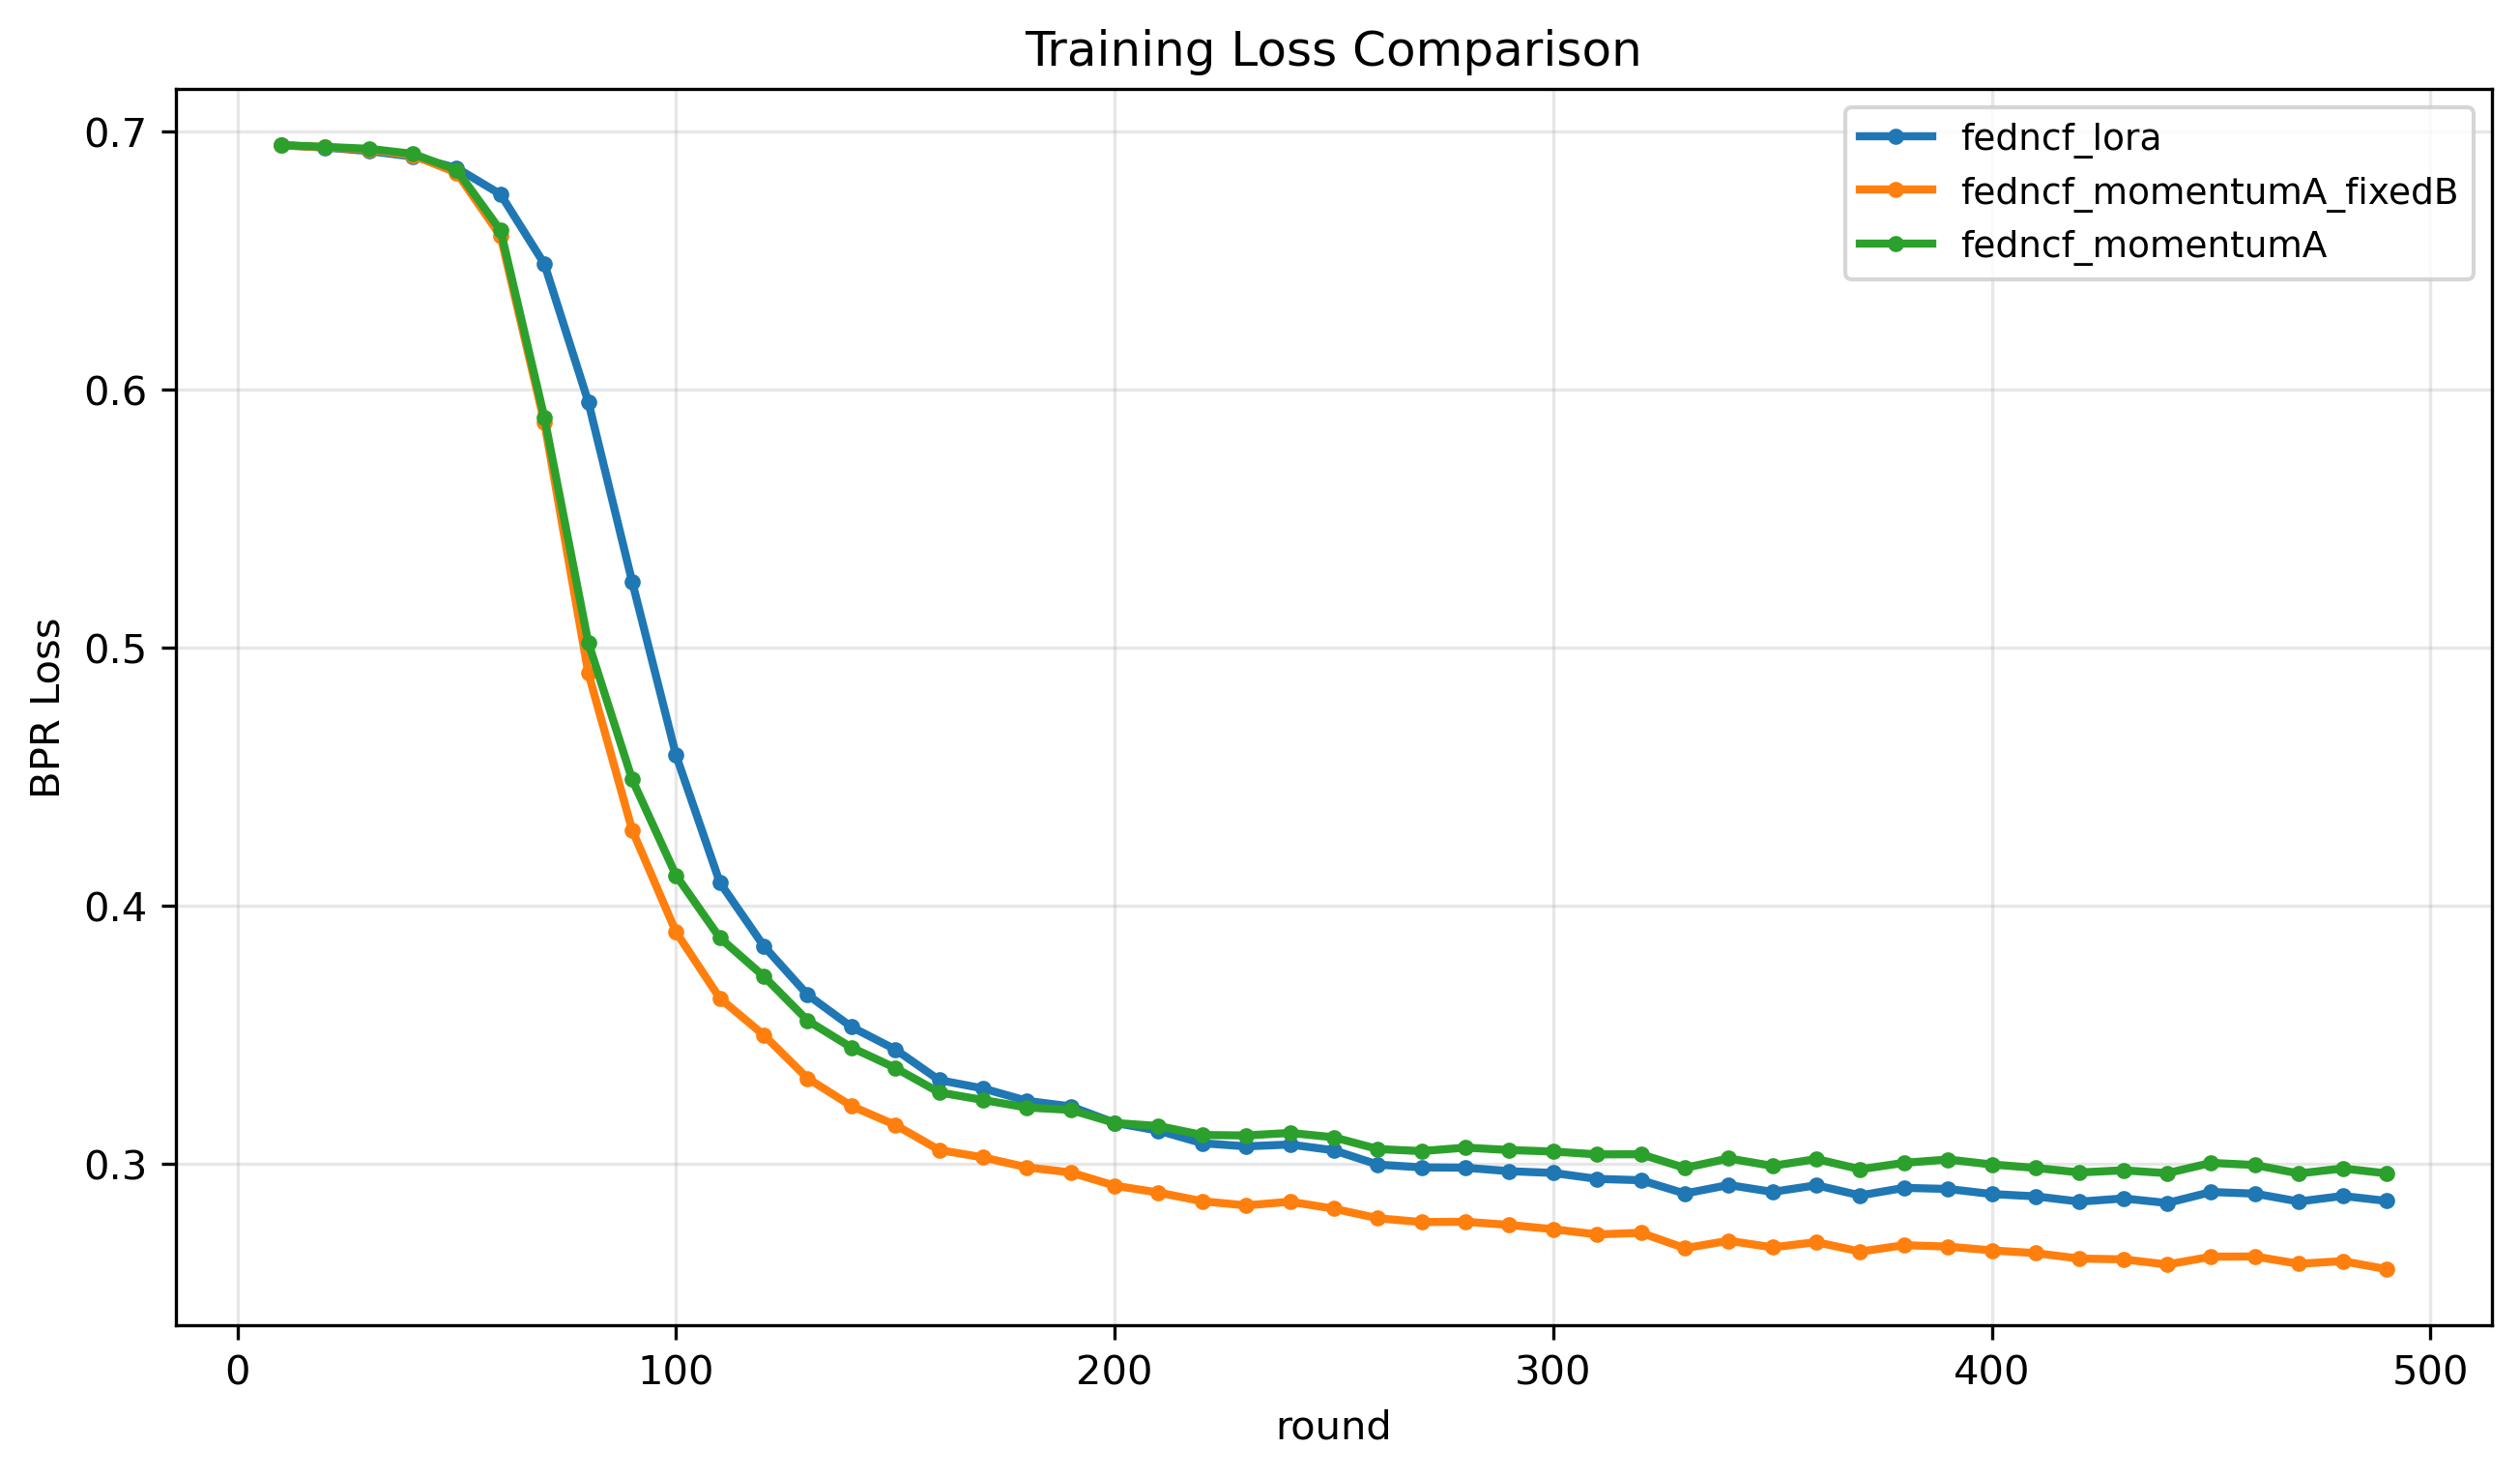 Training Loss Comparison
fedncf_lora
fedncf_momentumA_fixedB
fedncf_momentumA
BPR Loss
0.7
0.6
0.5
0.4
0.3
0
100
200
300
400
500
round